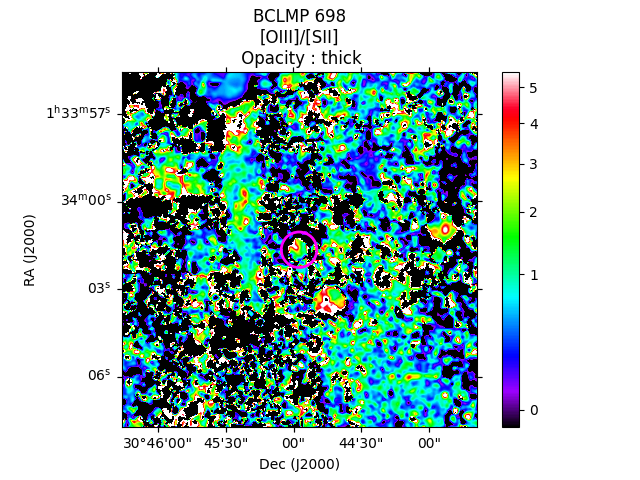 BCLMP 698
[OIII]/[SII]
Opacity : thick
1ʰ33ᵐ57ˢ
34ᵐ00ˢ
03ˢ
06ˢ
RA (J2000)
30°46'00" 45'30" 00" 44'30" 00"
Dec (J2000)
5
4
3
2
1
0